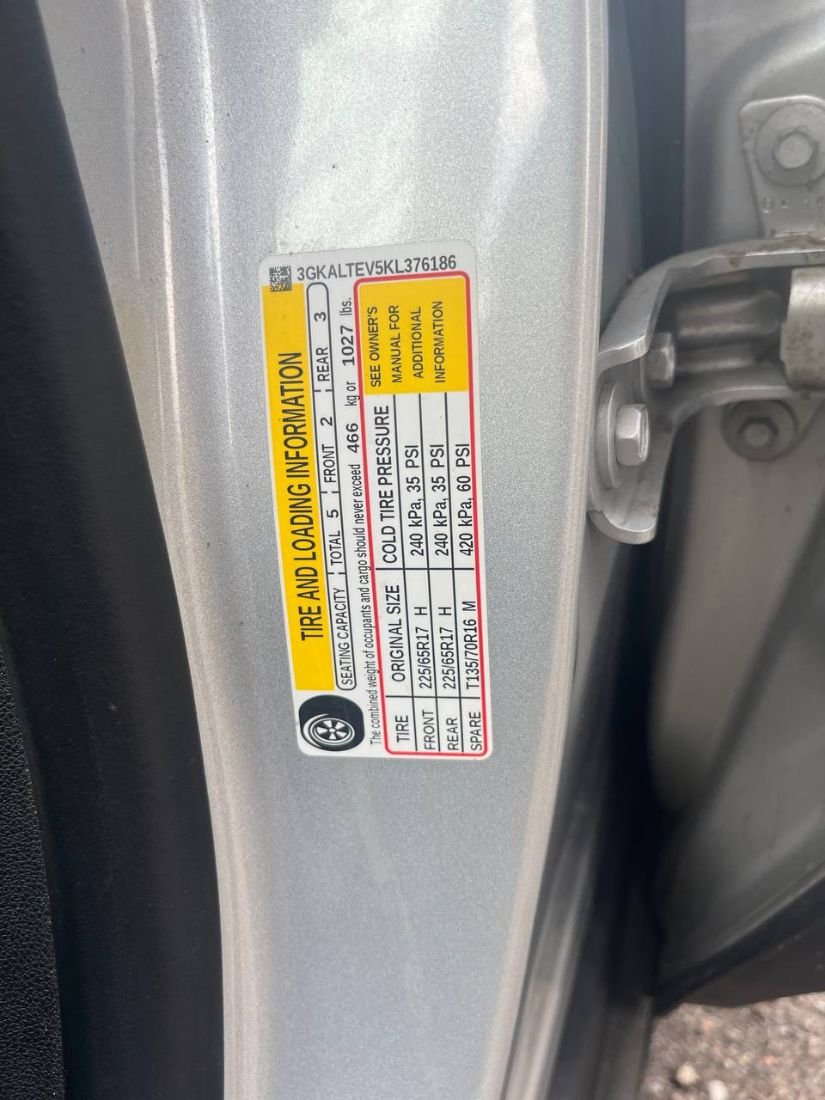 3GKALTEV5KL376186
TIRE AND LOADING INFORMATION
SEATING CAPACITY TOTAL 5 FRONT 2 REAR 3
The combined weight of occupants and cargo should never exceed 466 kg or 1027 lbs.
TIRE ORIGINAL SIZE COLD TIRE PRESSURE
FRONT 225/65R17 H 240 kPa, 35 PSI
REAR 225/65R17 H 240 kPa, 35 PSI
SPARE T135/70R16 M 420 kPa, 60 PSI
SEE OWNER'S
MANUAL FOR
ADDITIONAL
INFORMATION